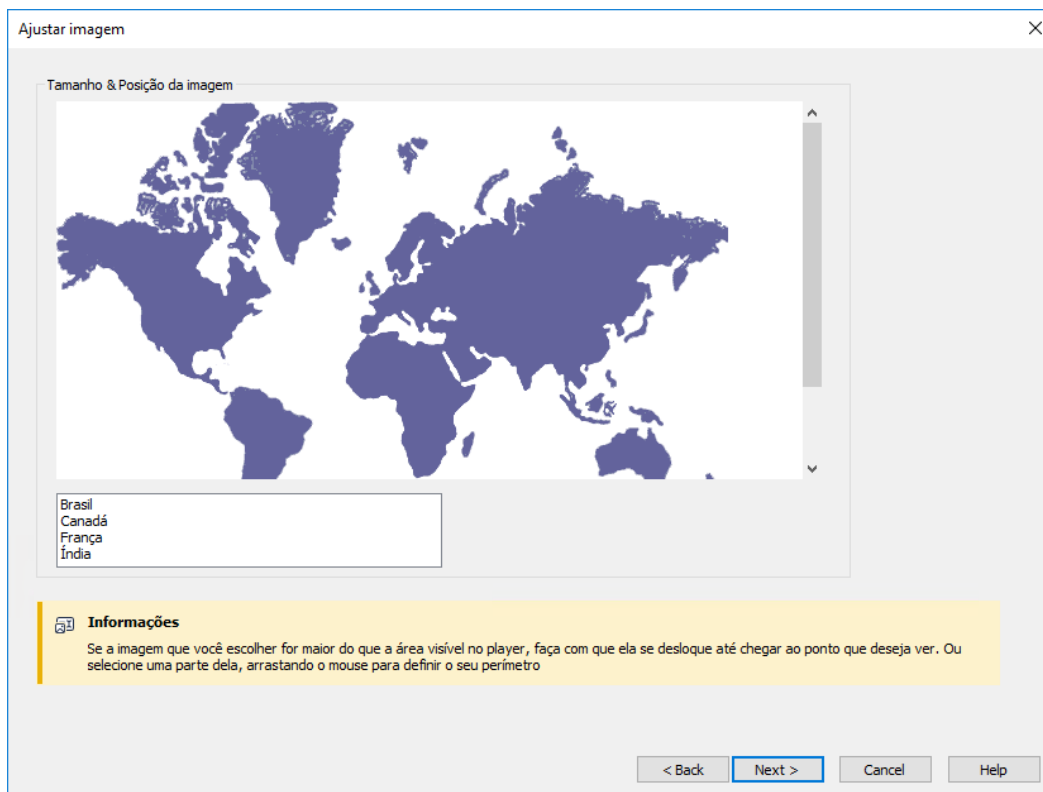 Ajustar imagem
Tamanho & Posição da imagem
Brasil
Canadá
França
Índia
Informações
Se a imagem que você escolher for maior do que a área visível no player, faça com que ela se desloque até chegar ao ponto que deseja ver. Ou
selecione uma parte dela, arrastando o mouse para definir o seu perímetro
< Back
Next >
Cancel
Help